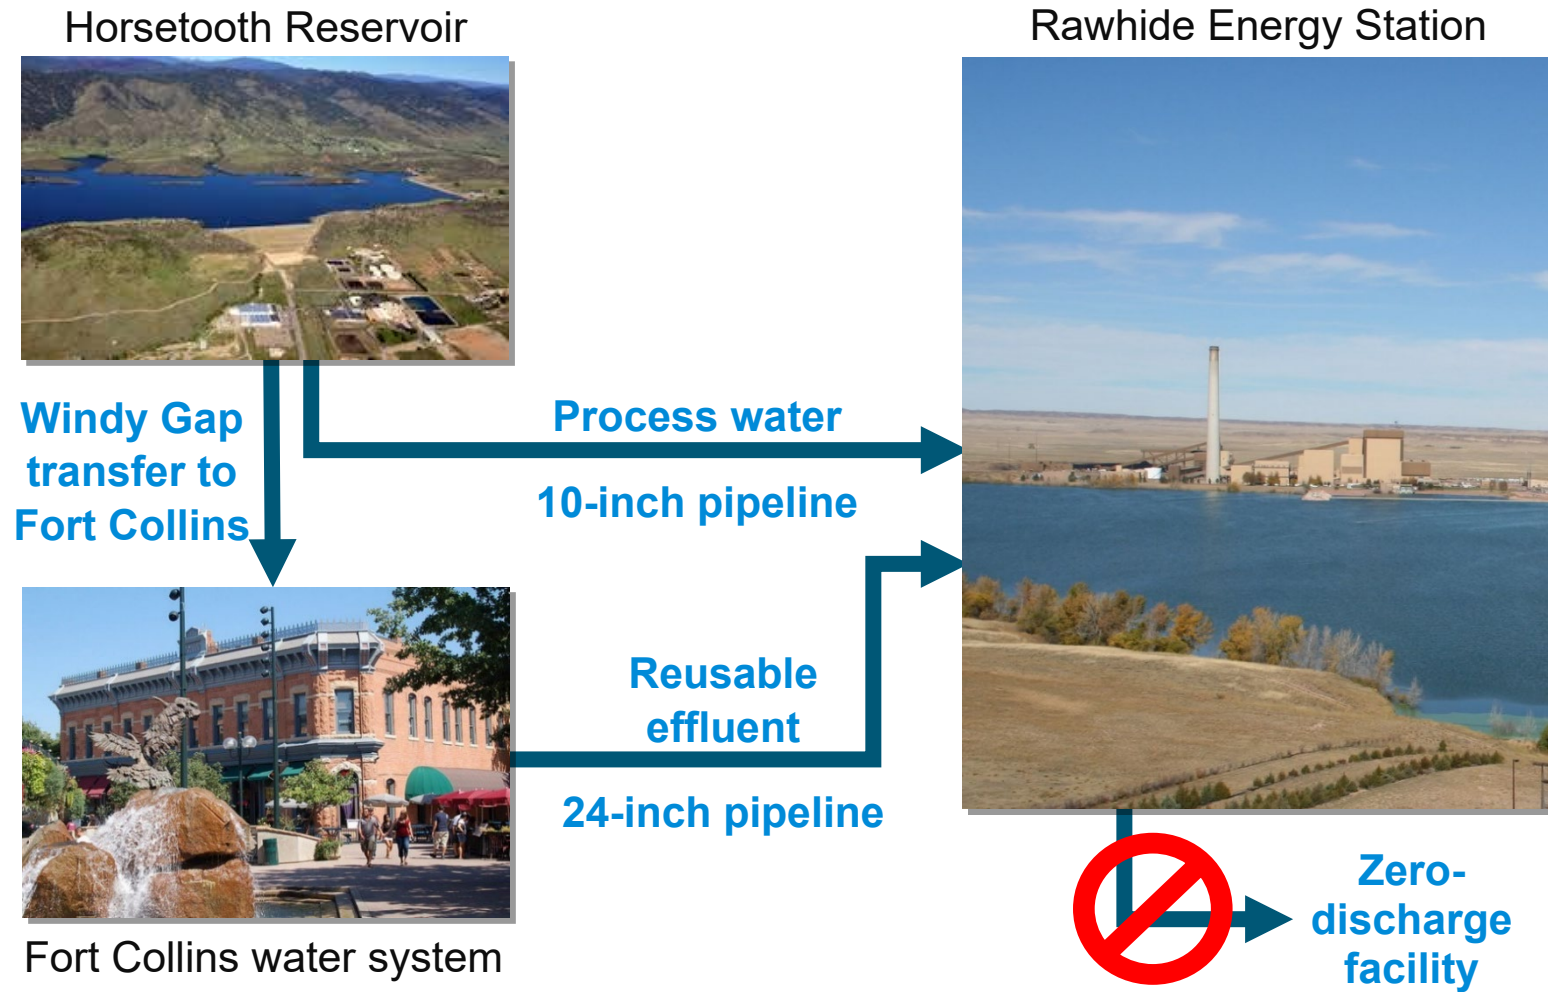 Horsetooth Reservoir
Rawhide Energy Station
Windy Gap
transfer to
Fort Collins
Process water
10-inch pipeline
Reusable
effluent
24-inch pipeline
Fort Collins water system
Zero-
discharge
facility